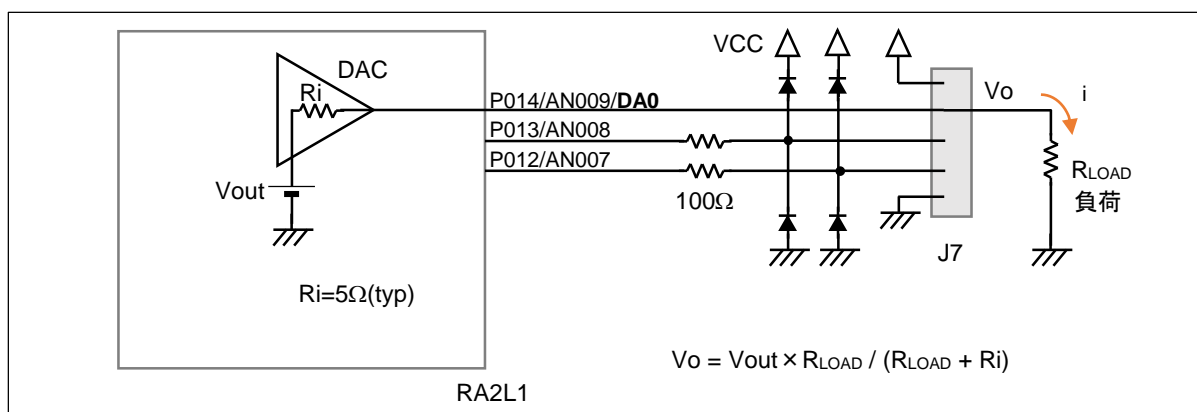 DAC
VCC
Ri
P014/AN009/DA0
Vo
i
P013/AN008
P012/AN007
Vout
100Ω
RLOAD
負荷
J7
Ri=5Ω(typ)
Vo = Vout × RLOAD / (RLOAD + Ri)
RA2L1